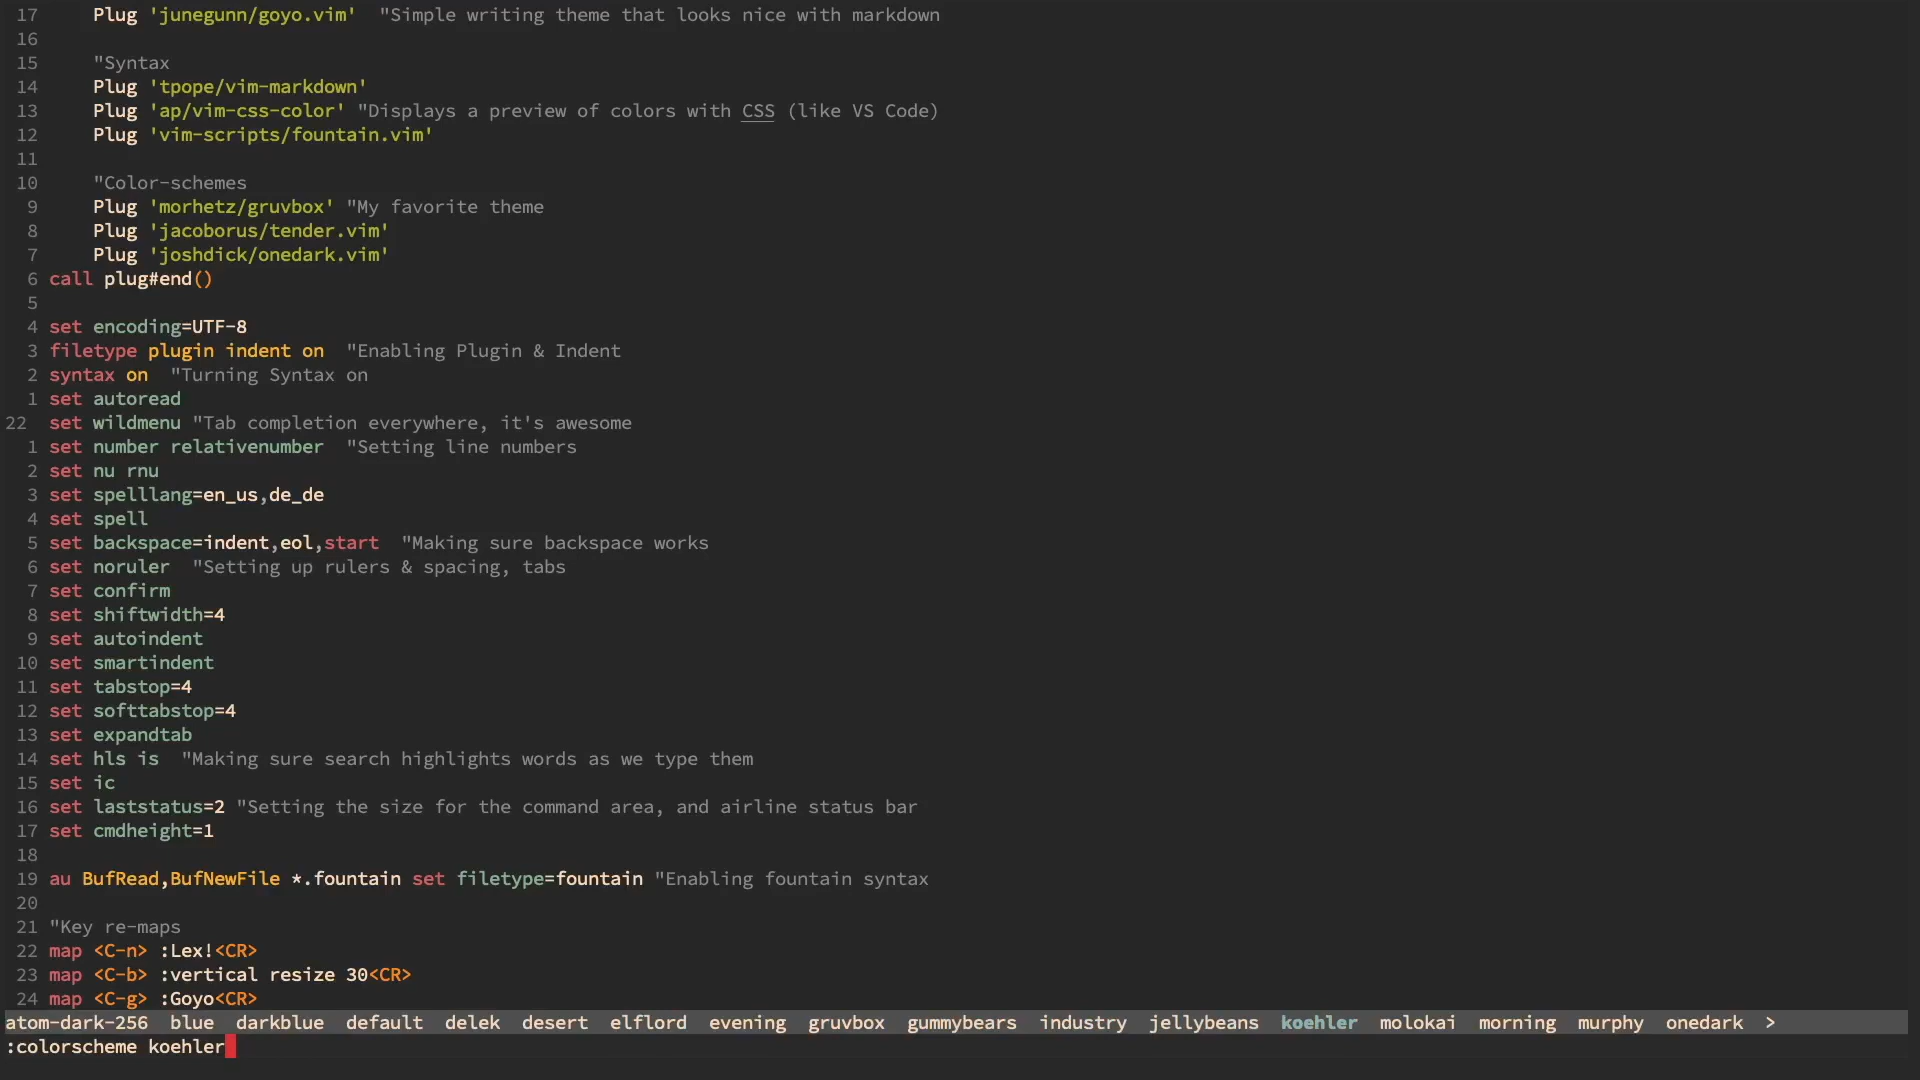 17     Plug 'junegunn/goyo.vim'  "Simple writing theme that looks nice with markdown
16
15     "Syntax
14     Plug 'tpope/vim-markdown'
13     Plug 'ap/vim-css-color' "Displays a preview of colors with CSS (like VS Code)
12     Plug 'vim-scripts/fountain.vim'
11
10     "Color-schemes
9     Plug 'morhetz/gruvbox' "My favorite theme
8     Plug 'jacoborus/tender.vim'
7     Plug 'joshdick/onedark.vim'
6 call plug#end()
5
4 set encoding=UTF-8
3 filetype plugin indent on  "Enabling Plugin & Indent
2 syntax on  "Turning Syntax on
1 set autoread
22  set wildmenu "Tab completion everywhere, it's awesome
1 set number relativenumber  "Setting line numbers
2 set nu rnu
3 set spelllang=en_us,de_de
4 set spell
5 set backspace=indent,eol,start  "Making sure backspace works
6 set noruler  "Setting up rulers & spacing, tabs
7 set confirm
8 set shiftwidth=4
9 set autoindent
10 set smartindent
11 set tabstop=4
12 set softtabstop=4
13 set expandtab
14 set hls is  "Making sure search highlights words as we type them
15 set ic
16 set laststatus=2 "Setting the size for the command area, and airline status bar
17 set cmdheight=1
18
19 au BufRead,BufNewFile *.fountain set filetype=fountain "Enabling fountain syntax
20
21 "Key re-maps
22 map <C-n> :Lex!<CR>
23 map <C-b> :vertical resize 30<CR>
24 map <C-g> :Goyo<CR>
atom-dark-256  blue  darkblue  default  delek  desert  elflord  evening  gruvbox  gummybears  industry  jellybeans  koehler  molokai  morning  murphy  onedark  >
:colorscheme koehler